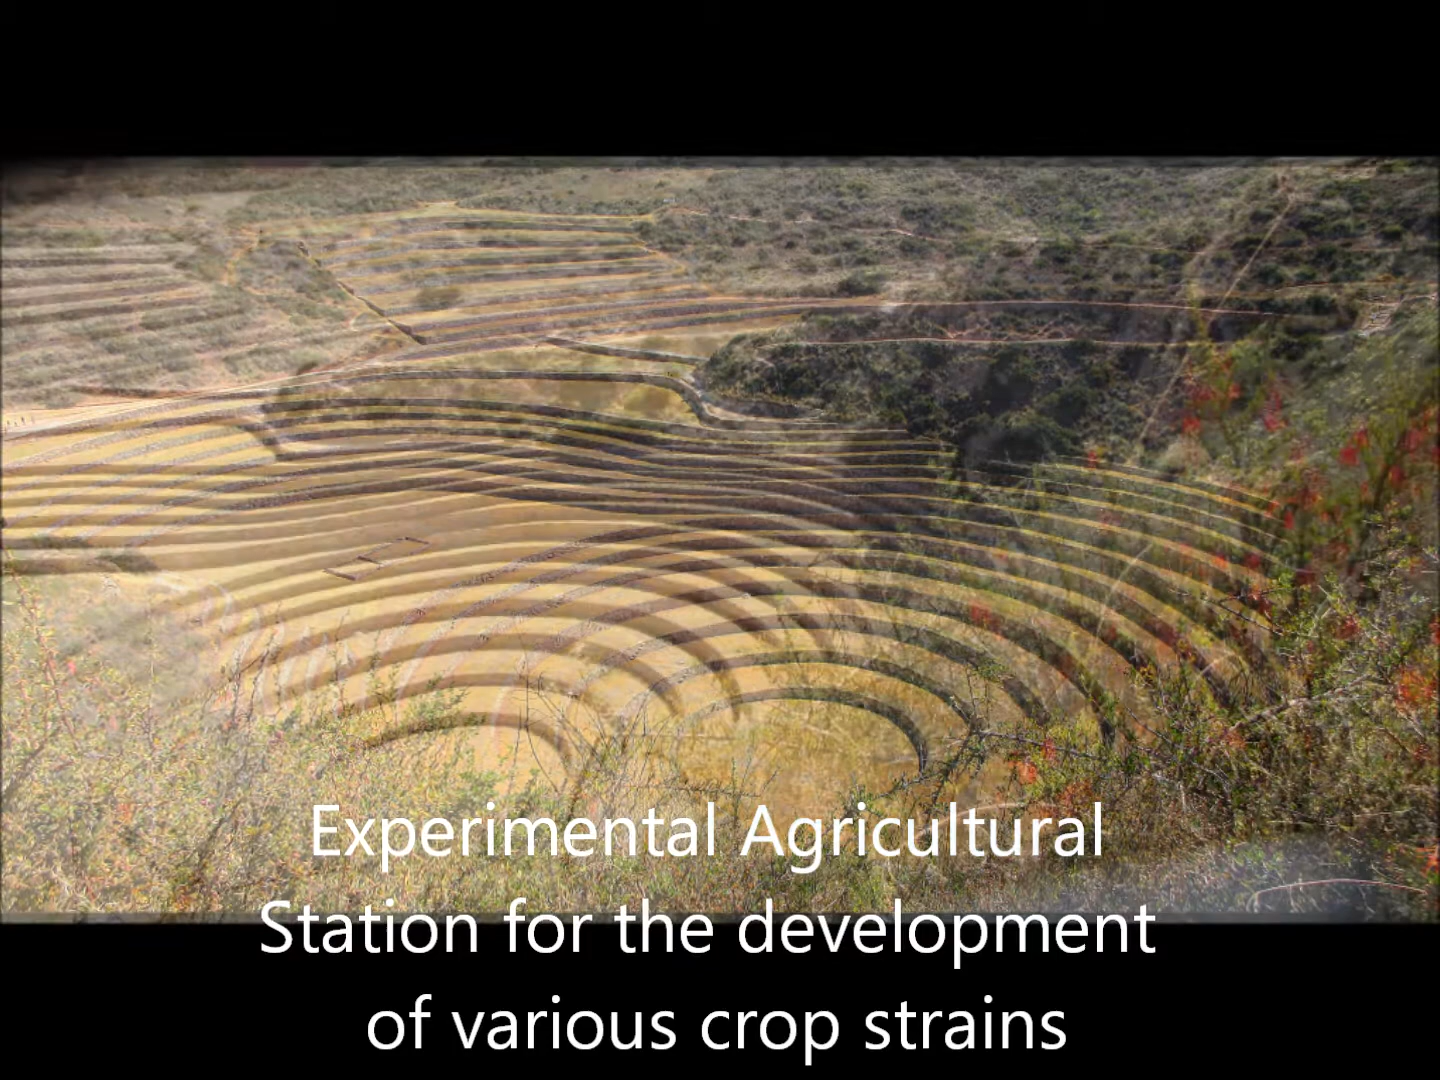 Experimental Agricultural
Station for the development
of various crop strains